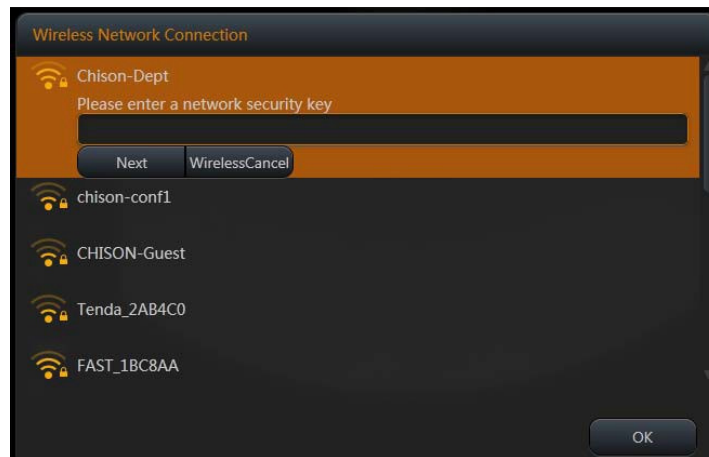 Wireless Network Connection
Chison-Dept
Please enter a network security key
Next WirelessCancel
chison-conf1
CHISON-Guest
Tenda_2AB4C0
FAST_1BC8AA
OK